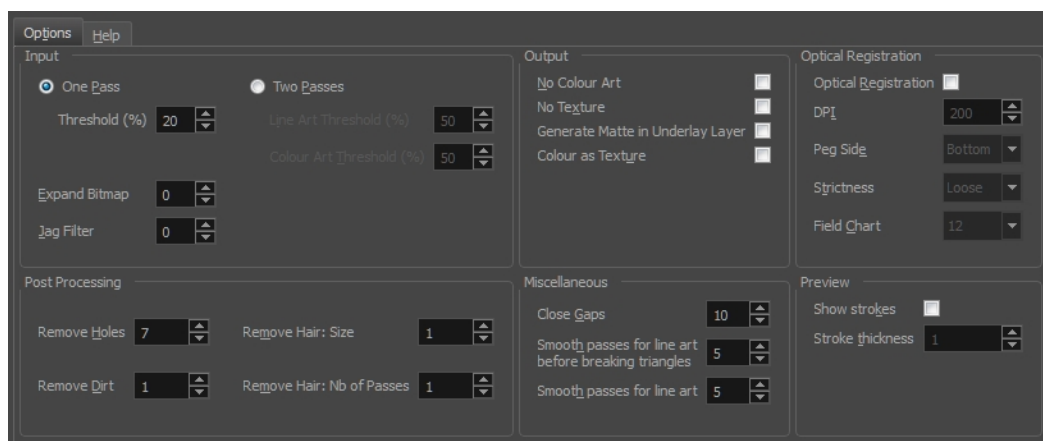 Options Help
Input
One Pass
Two Passes
Threshold (%) 20
Line Art Threshold (%) 50
Colour Art Threshold (%) 50
Expand Bitmap 0
Jag Filter 0
Output
No Colour Art
No Texture
Generate Matte in Underlay Layer
Colour as Texture
Optical Registration
Optical Registration
DPI 200
Peg Side Bottom
Strictness Loose
Field Chart 12
Post Processing
Remove Holes 7
Remove Hair: Size 1
Remove Dirt 1
Remove Hair: Nb of Passes 1
Miscellaneous
Close Gaps 10
Smooth passes for line art
before breaking triangles 5
Smooth passes for line art 5
Preview
Show strokes
Stroke thickness 1